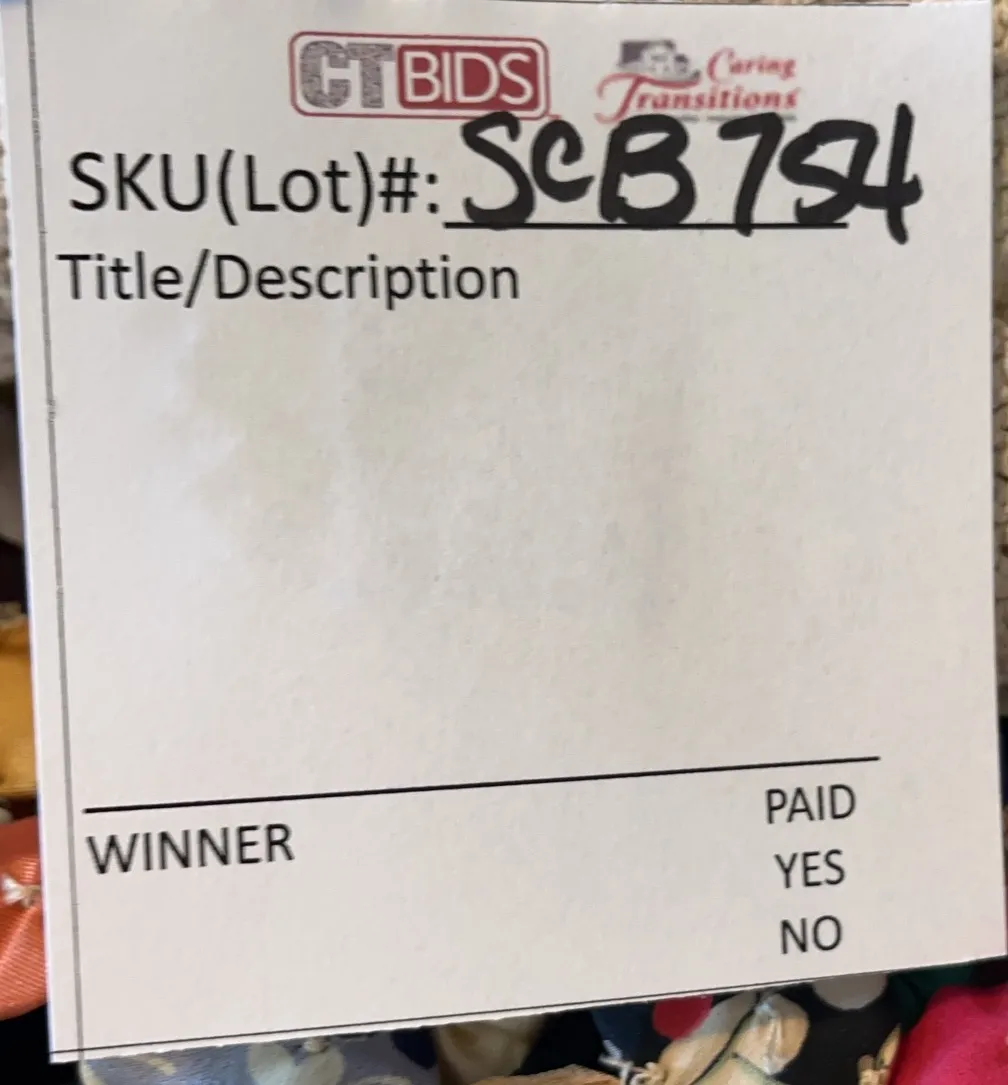 CTBIDS Caring Transitions
SKU(Lot)#: SCB754
Title/Description
WINNER
PAID
YES
NO